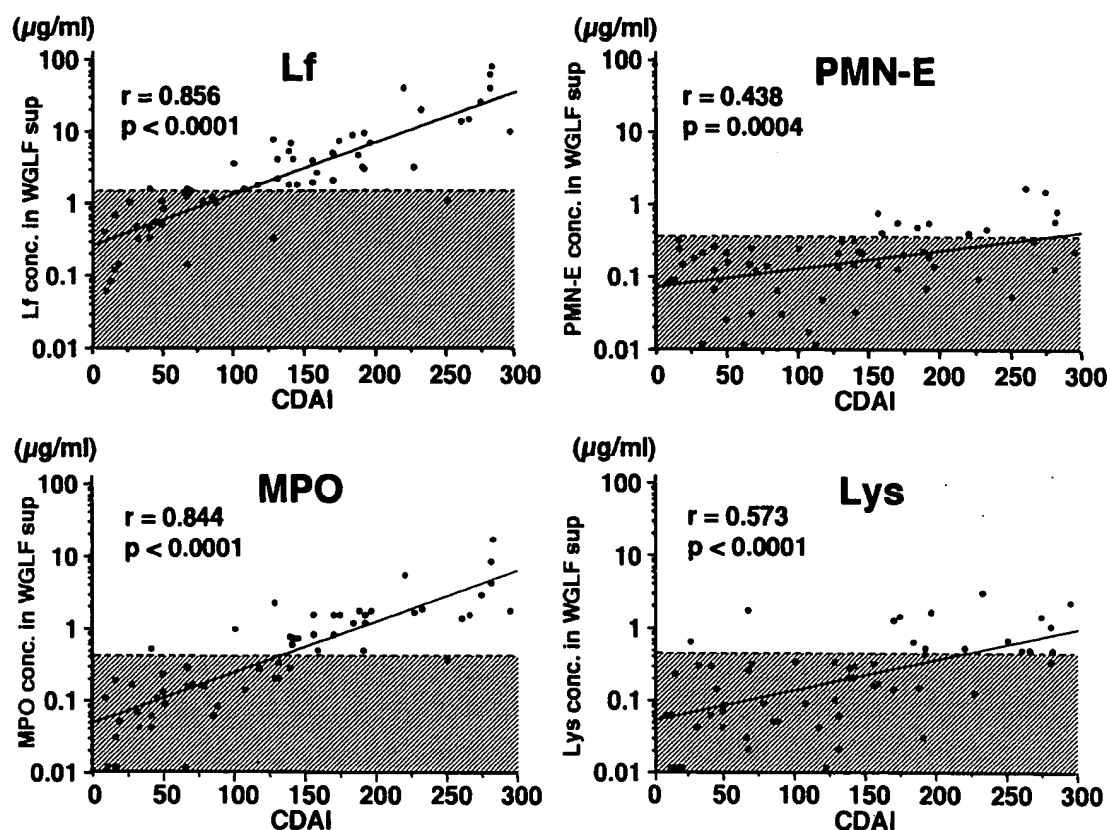 (µg/ml)
Lf
r = 0.856
p < 0.0001
Lf conc. in WGLF sup
100
10
1
0.1
0.01
0 50 100 150 200 250 300
CDAI
(µg/ml)
PMN-E
r = 0.438
p = 0.0004
PMN-E conc. in WGLF sup
100
10
1
0.1
0.01
0 50 100 150 200 250 300
CDAI
(µg/ml)
MPO
r = 0.844
p < 0.0001
MPO conc. in WGLF sup
100
10
1
0.1
0.01
0 50 100 150 200 250 300
CDAI
(µg/ml)
Lys
r = 0.573
p < 0.0001
Lys conc. in WGLF sup
100
10
1
0.1
0.01
0 50 100 150 200 250 300
CDAI